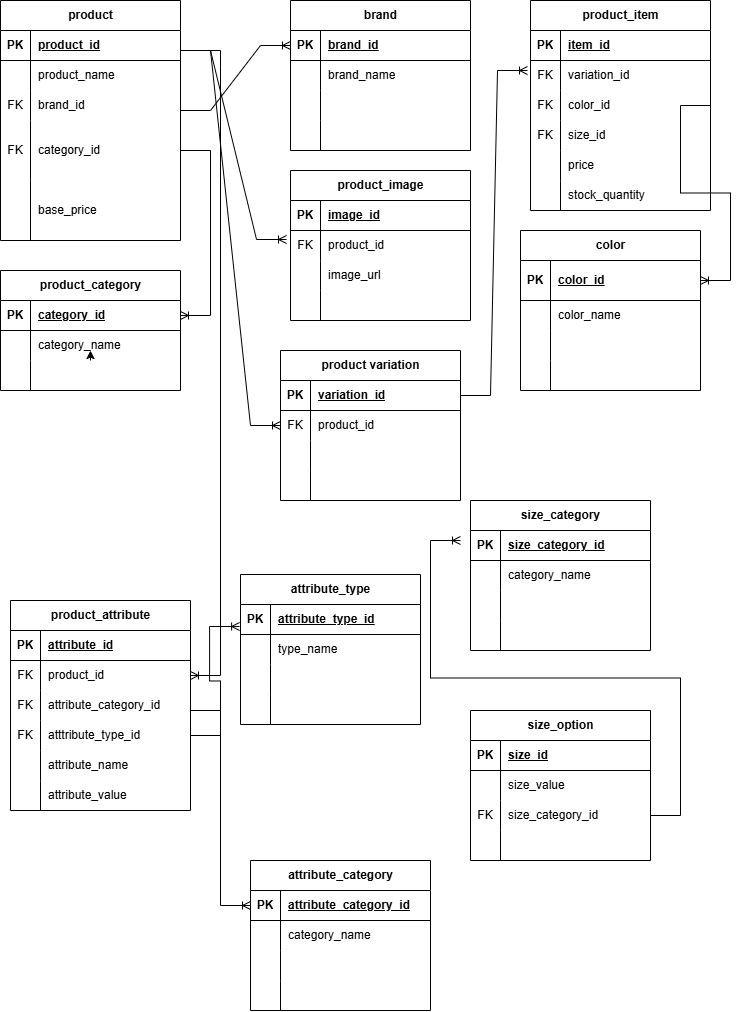 product
PK product_id
product_name
FK brand_id
FK category_id
base_price
brand
PK brand_id
brand_name
product_item
PK item_id
FK variation_id
FK color_id
FK size_id
price
stock_quantity
product_image
PK image_id
FK product_id
image_url
color
PK color_id
color_name
product_category
PK category_id
category_name
product variation
PK variation_id
FK product_id
size_category
PK size_category_id
category_name
attribute_type
PK attribute_type_id
type_name
product_attribute
PK attribute_id
FK product_id
FK attribute_category_id
FK atttribute_type_id
attribute_name
attribute_value
size_option
PK size_id
size_value
FK size_category_id
attribute_category
PK attribute_category_id
category_name